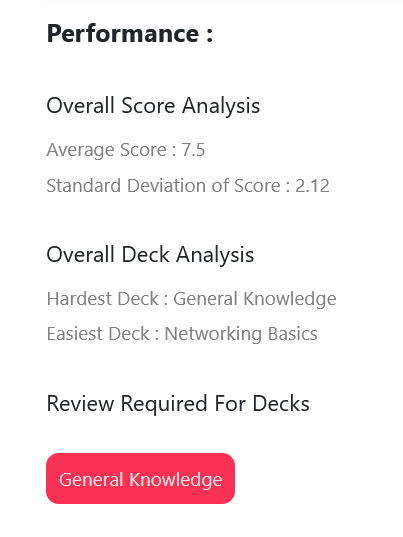 Performance :
Overall Score Analysis
Average Score : 7.5
Standard Deviation of Score : 2.12
Overall Deck Analysis
Hardest Deck : General Knowledge
Easiest Deck : Networking Basics
Review Required For Decks
General Knowledge